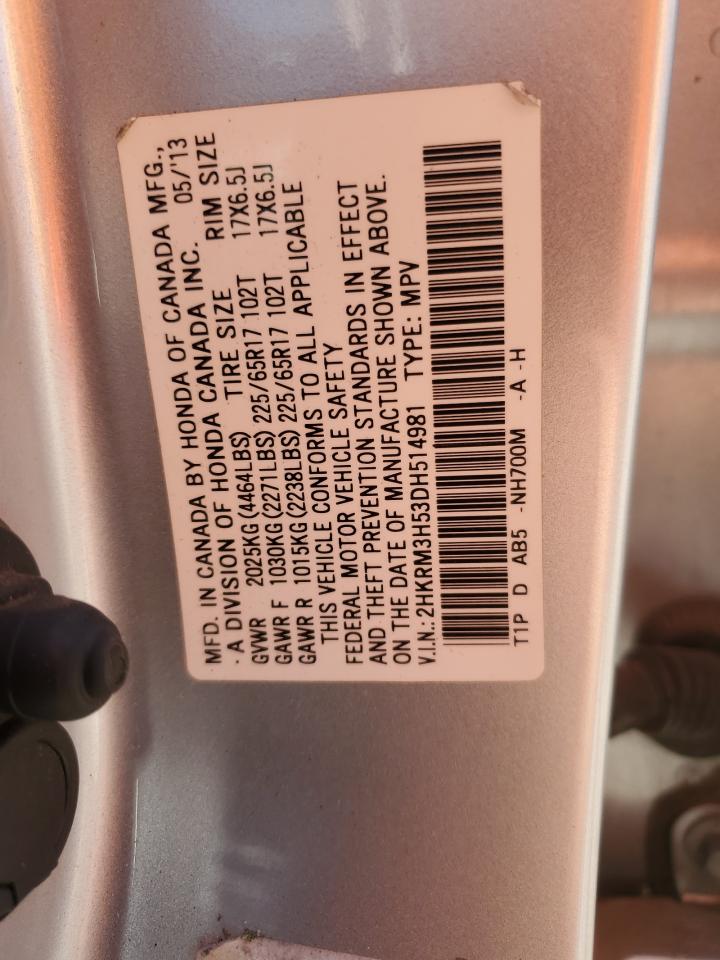 MFD. IN CANADA BY HONDA OF CANADA MFG.,
· A DIVISION OF HONDA CANADA INC. 05/'13
GVWR 2025KG (4464LBS) TIRE SIZE RIM SIZE
GAWR F 1030KG (2271LBS) 225/65R17 102T 17X6.5J
GAWR R 1015KG (2238LBS) 225/65R17 102T 17X6.5J
THIS VEHICLE CONFORMS TO ALL APPLICABLE
FEDERAL MOTOR VEHICLE SAFETY
AND THEFT PREVENTION STANDARDS IN EFFECT
ON THE DATE OF MANUFACTURE SHOWN ABOVE.
V.I.N.: 2HKRM3H53DH514981 TYPE: MPV
T1P D AB5 -NH700M -A -H